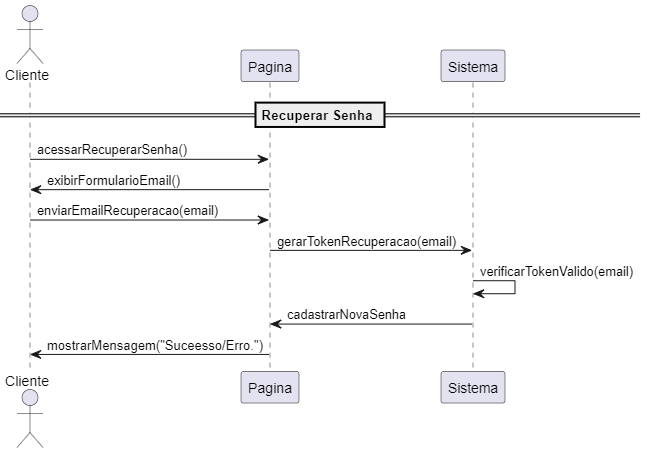 Cliente
Pagina
Sistema
Recuperar Senha
acessarRecuperarSenha()
exibirFormularioEmail()
enviarEmailRecuperacao(email)
gerarTokenRecuperacao(email)
verificarTokenValido(email)
cadastrarNovaSenha
mostrarMensagem("Suceesso/Erro.")
Cliente
Pagina
Sistema